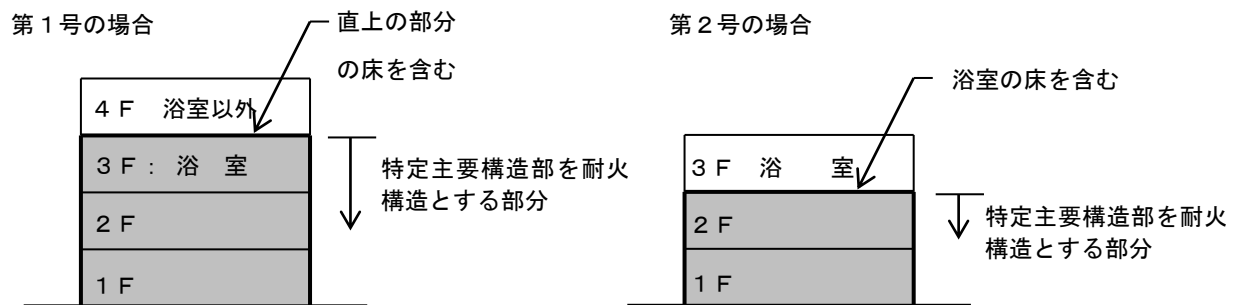 第１号の場合
直上の部分
の床を含む
４Ｆ　浴室以外
３Ｆ：　浴　室
２Ｆ
１Ｆ
特定主要構造部を耐火
構造とする部分
第２号の場合
浴室の床を含む
３Ｆ　浴　　室
２Ｆ
１Ｆ
特定主要構造部を耐火
構造とする部分